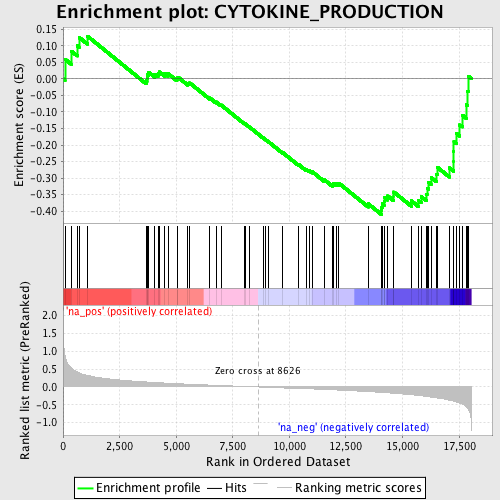 Enrichment plot: CYTOKINE_PRODUCTION
Enrichment score (ES)
0.15
0.10
0.05
0.00
-0.05
-0.10
-0.15
-0.20
-0.25
-0.30
-0.35
-0.40
'na_pos' (positively correlated)
Ranked list metric (PreRanked)
2.0
1.5
1.0
0.5
0.0
-0.5
-1.0
Zero cross at 8626
'na_neg' (negatively correlated)
0 2,500 5,000 7,500 10,000 12,500 15,000 17,500
Rank in Ordered Dataset
Enrichment profile Hits Ranking metric scores